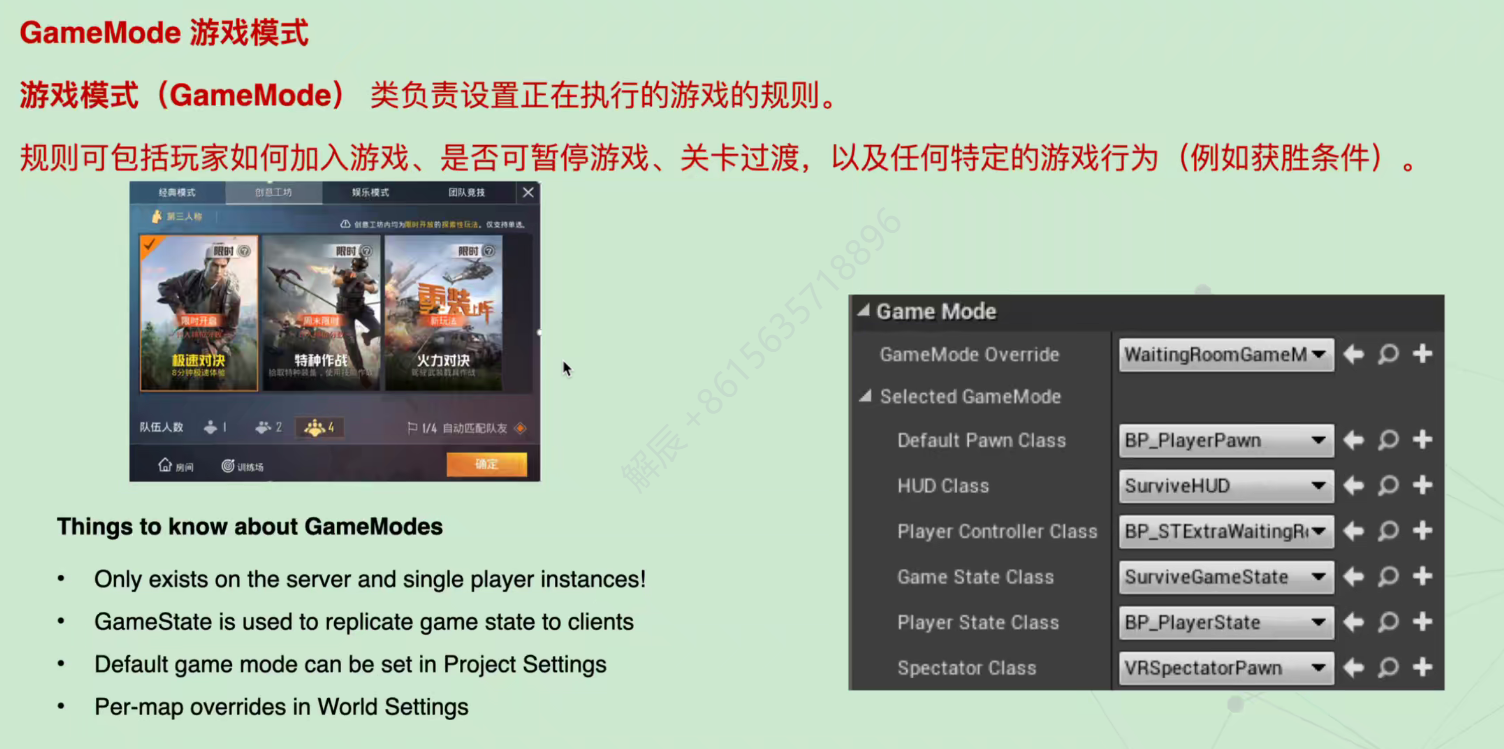 GameMode 游戏模式
游戏模式（GameMode） 类负责设置正在执行的游戏的规则。
规则可包括玩家如何加入游戏、是否可暂停游戏、关卡过渡，以及任何特定的游戏行为（例如获胜条件）。
经典模式 创意工坊 娱乐模式 团队竞技
第三人称
创意工坊内均为限时开放的探索性玩法。仅支持单选。
限时 限时 限时
限时开启 周末限时 新玩法
重装上阵
极速对决 特种作战 火力对决
8分钟极速体验
队伍人数 1 2 4 1/4 自动匹配队友
房间 训练场 确定
解辰 +8615635718896
Game Mode
GameMode Override WaitingRoomGameM
Selected GameMode
Default Pawn Class BP_PlayerPawn
HUD Class SurviveHUD
Player Controller Class BP_STExtraWaitingR
Game State Class SurviveGameState
Player State Class BP_PlayerState
Spectator Class VRSpectatorPawn
Things to know about GameModes
• Only exists on the server and single player instances!
• GameState is used to replicate game state to clients
• Default game mode can be set in Project Settings
• Per-map overrides in World Settings